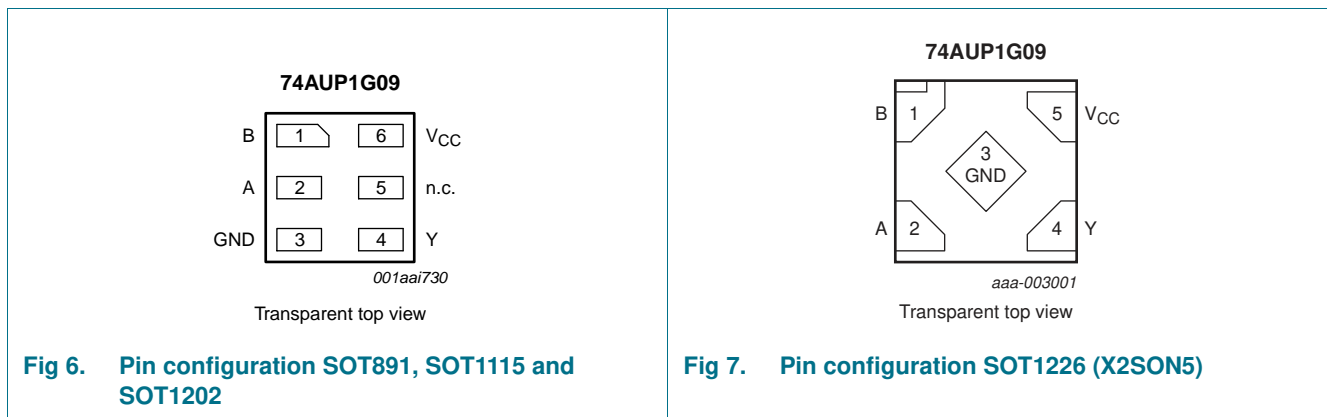 74AUP1G09
B 1 6 VCC
A 2 5 n.c.
GND 3 4 Y
001aai730
Transparent top view
Fig 6. Pin configuration SOT891, SOT1115 and
SOT1202
74AUP1G09
B 1 5 VCC
3
GND
A 2 4 Y
aaa-003001
Transparent top view
Fig 7. Pin configuration SOT1226 (X2SON5)